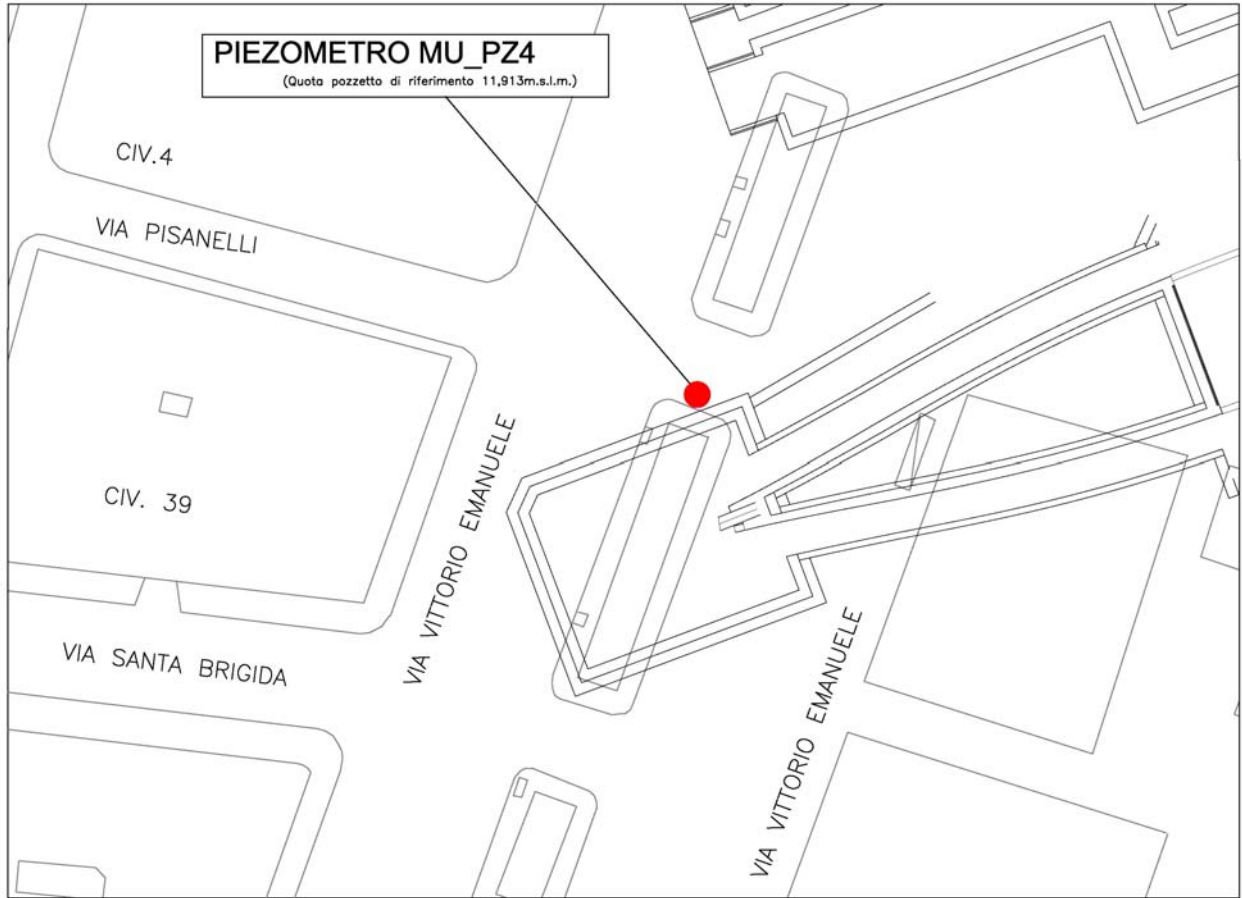 PIEZOMETRO MU_PZ4
(Quota pozzetto di riferimento 11,913m.s.l.m.)
CIV.4
VIA PISANELLI
CIV. 39
VIA VITTORIO EMANUELE
VIA SANTA BRIGIDA
VIA VITTORIO EMANUELE